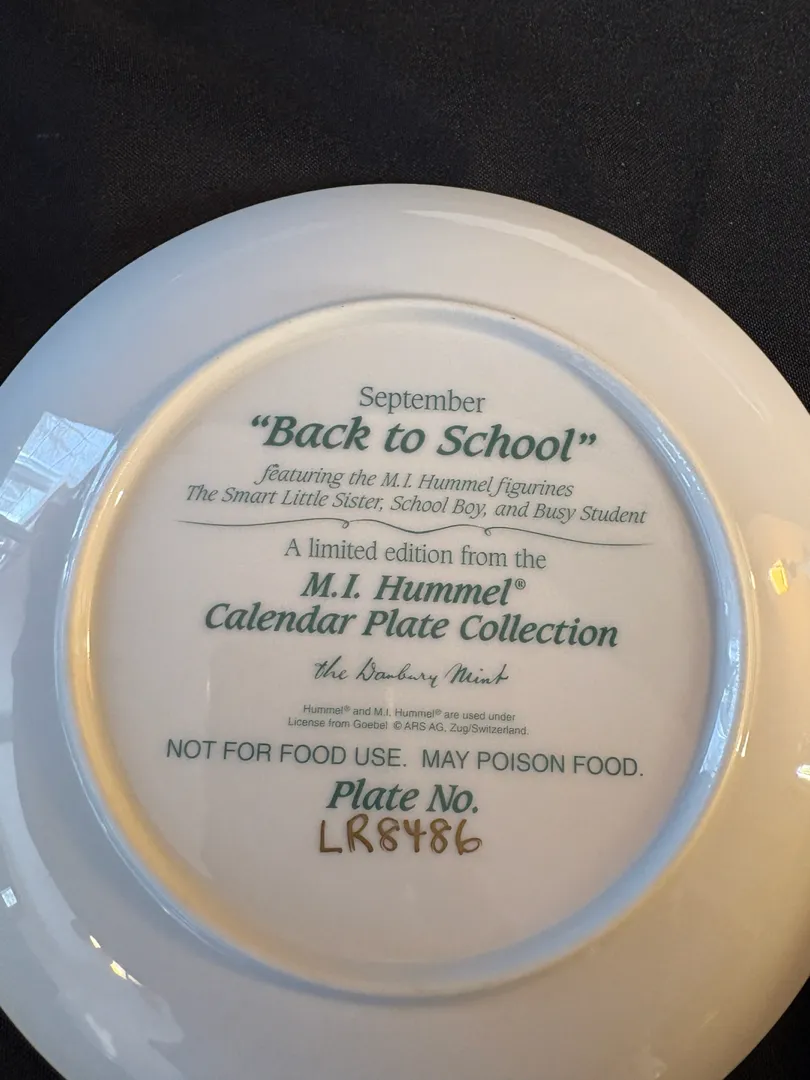 September
“Back to School”
featuring the M.I. Hummel figurines
The Smart Little Sister, School Boy, and Busy Student
A limited edition from the
M.I. Hummel®
Calendar Plate Collection
the Danbury Mint
Hummel® and M.I. Hummel® are used under
License from Goebel © ARS AG, Zug/Switzerland.
NOT FOR FOOD USE. MAY POISON FOOD.
Plate No.
LR8486